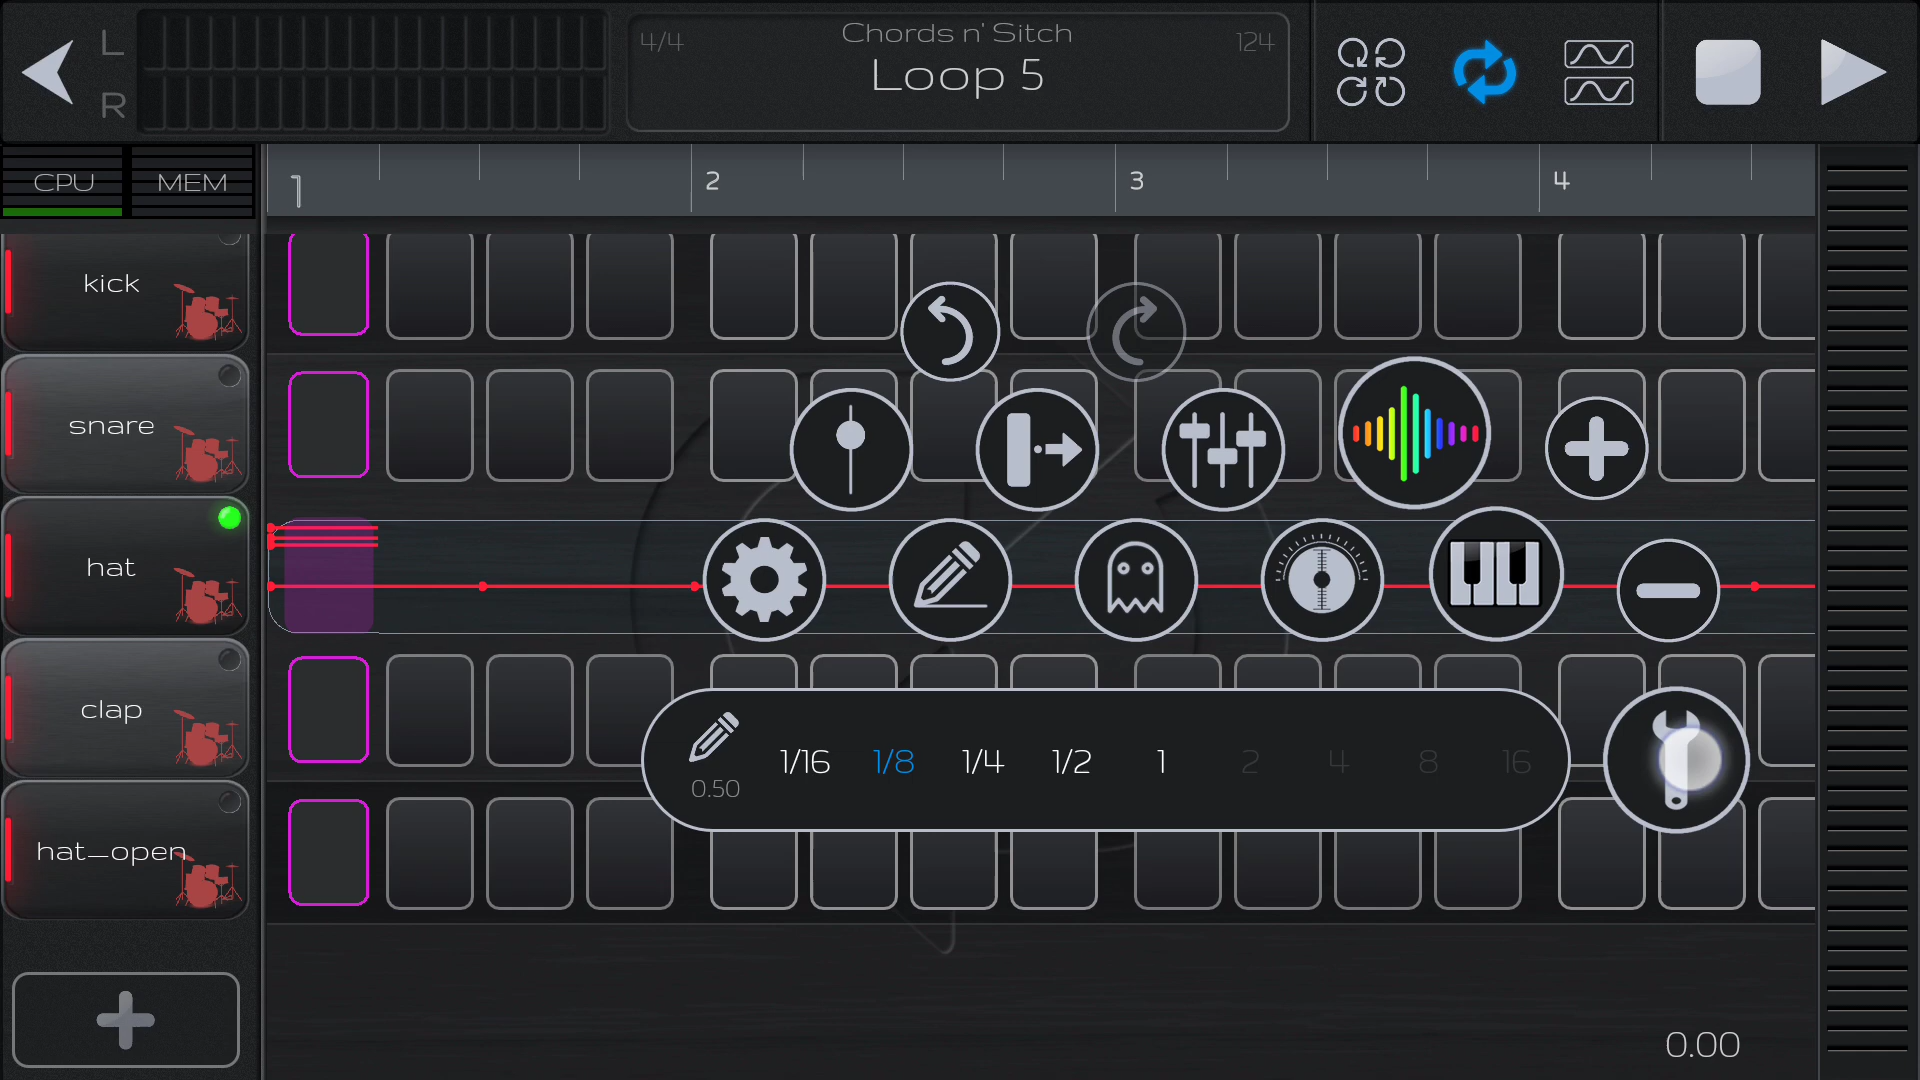 L
R
4/4
Chords n' Sitch
124
Loop 5
CPU
MEM
1
2
3
4
kick
snare
hat
clap
hat_open
0.50
1/16
1/8
1/4
1/2
1
2
4
8
16
0.00